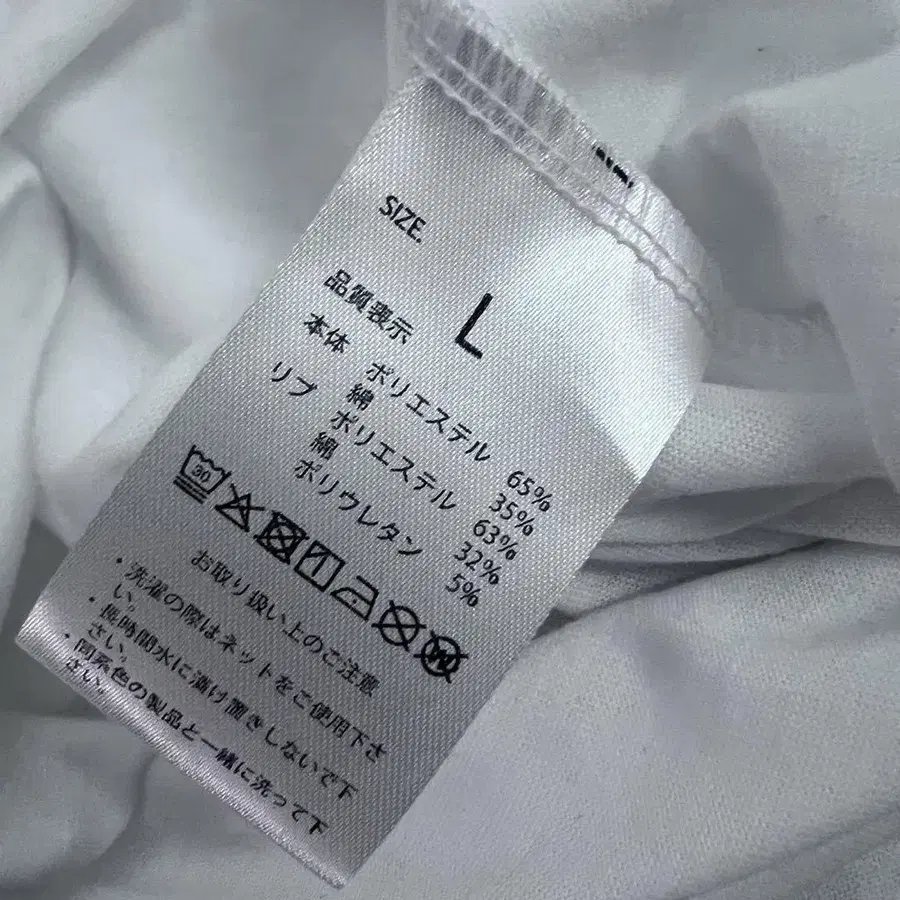 SIZE.
L
品質表示
本体 ポリエステル 65%
綿 35%
リブ ポリエステル 63%
綿 32%
ポリウレタン 5%
30
お取り扱い上のご注意
・洗濯の際はネットをご使用下さ
い。
・長時間水に漬け置きしないで下
さい。
・同系色の製品と一緒に洗って下
さい。